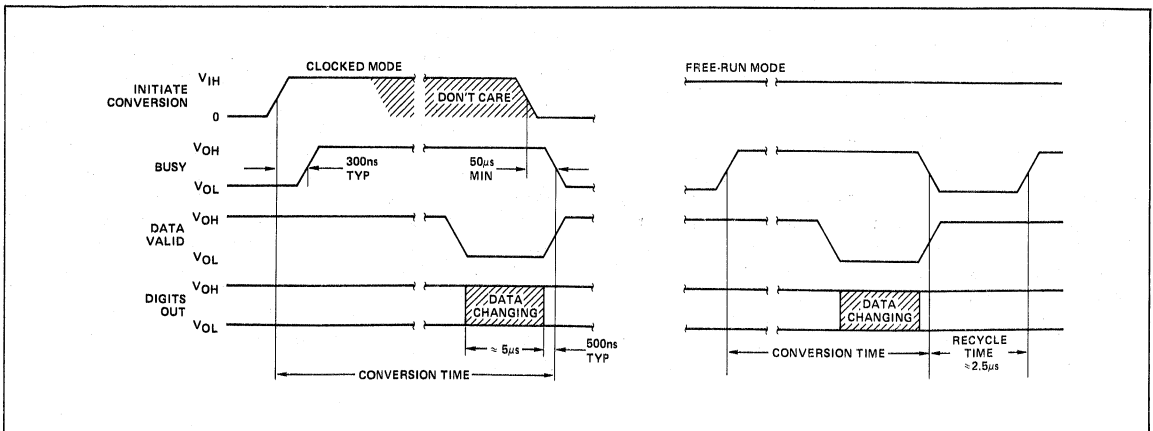 CLOCKED MODE
FREE-RUN MODE
INITIATE
CONVERSION
VIH
0
DON'T CARE
BUSY
VOH
VOL
300ns
TYP
50μs
MIN
DATA
VALID
VOH
VOL
DIGITS
OUT
VOH
VOL
DATA
CHANGING
≈ 5μs
500ns
TYP
CONVERSION TIME
DATA
CHANGING
CONVERSION TIME
RECYCLE
TIME
≈2.5μs